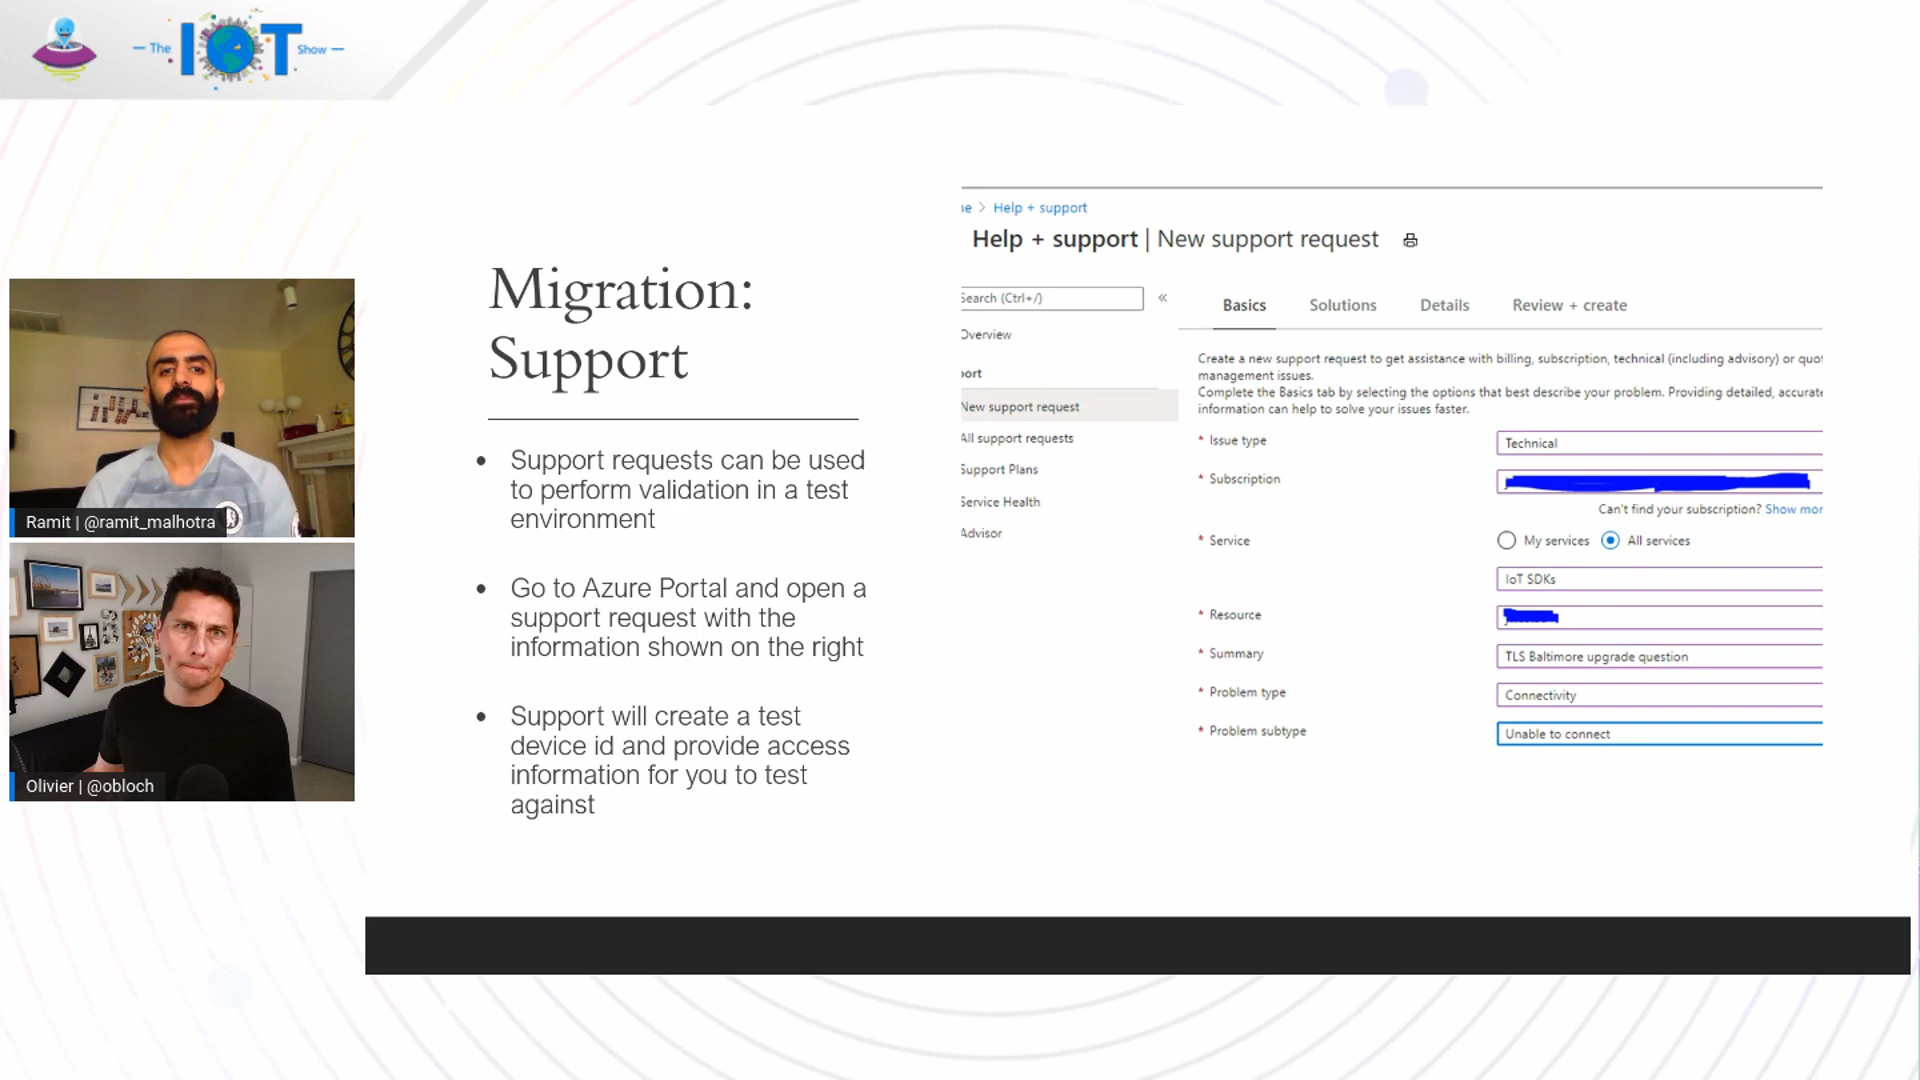 The IOT Show
Ramit | @ramit_malhotra
Olivier | @obloch
Migration:
Support
• Support requests can be used
to perform validation in a test
environment
• Go to Azure Portal and open a
support request with the
information shown on the right
• Support will create a test
device id and provide access
information for you to test
against
> Help + support
Help + support | New support request
Search (Ctrl+/)
«
Overview
New support request
All support requests
Support Plans
Service Health
Advisor
Basics Solutions Details Review + create
Create a new support request to get assistance with billing, subscription, technical (including advisory) or
management issues.
Complete the Basics tab by selecting the options that best describe your problem. Providing detailed, accurate
information can help to solve your issues faster.
* Issue type Technical
* Subscription
Can't find your subscription? Show
* Service My services All services
IoT SDKs
* Resource
* Summary TLS Baltimore upgrade question
* Problem type Connectivity
* Problem subtype Unable to connect